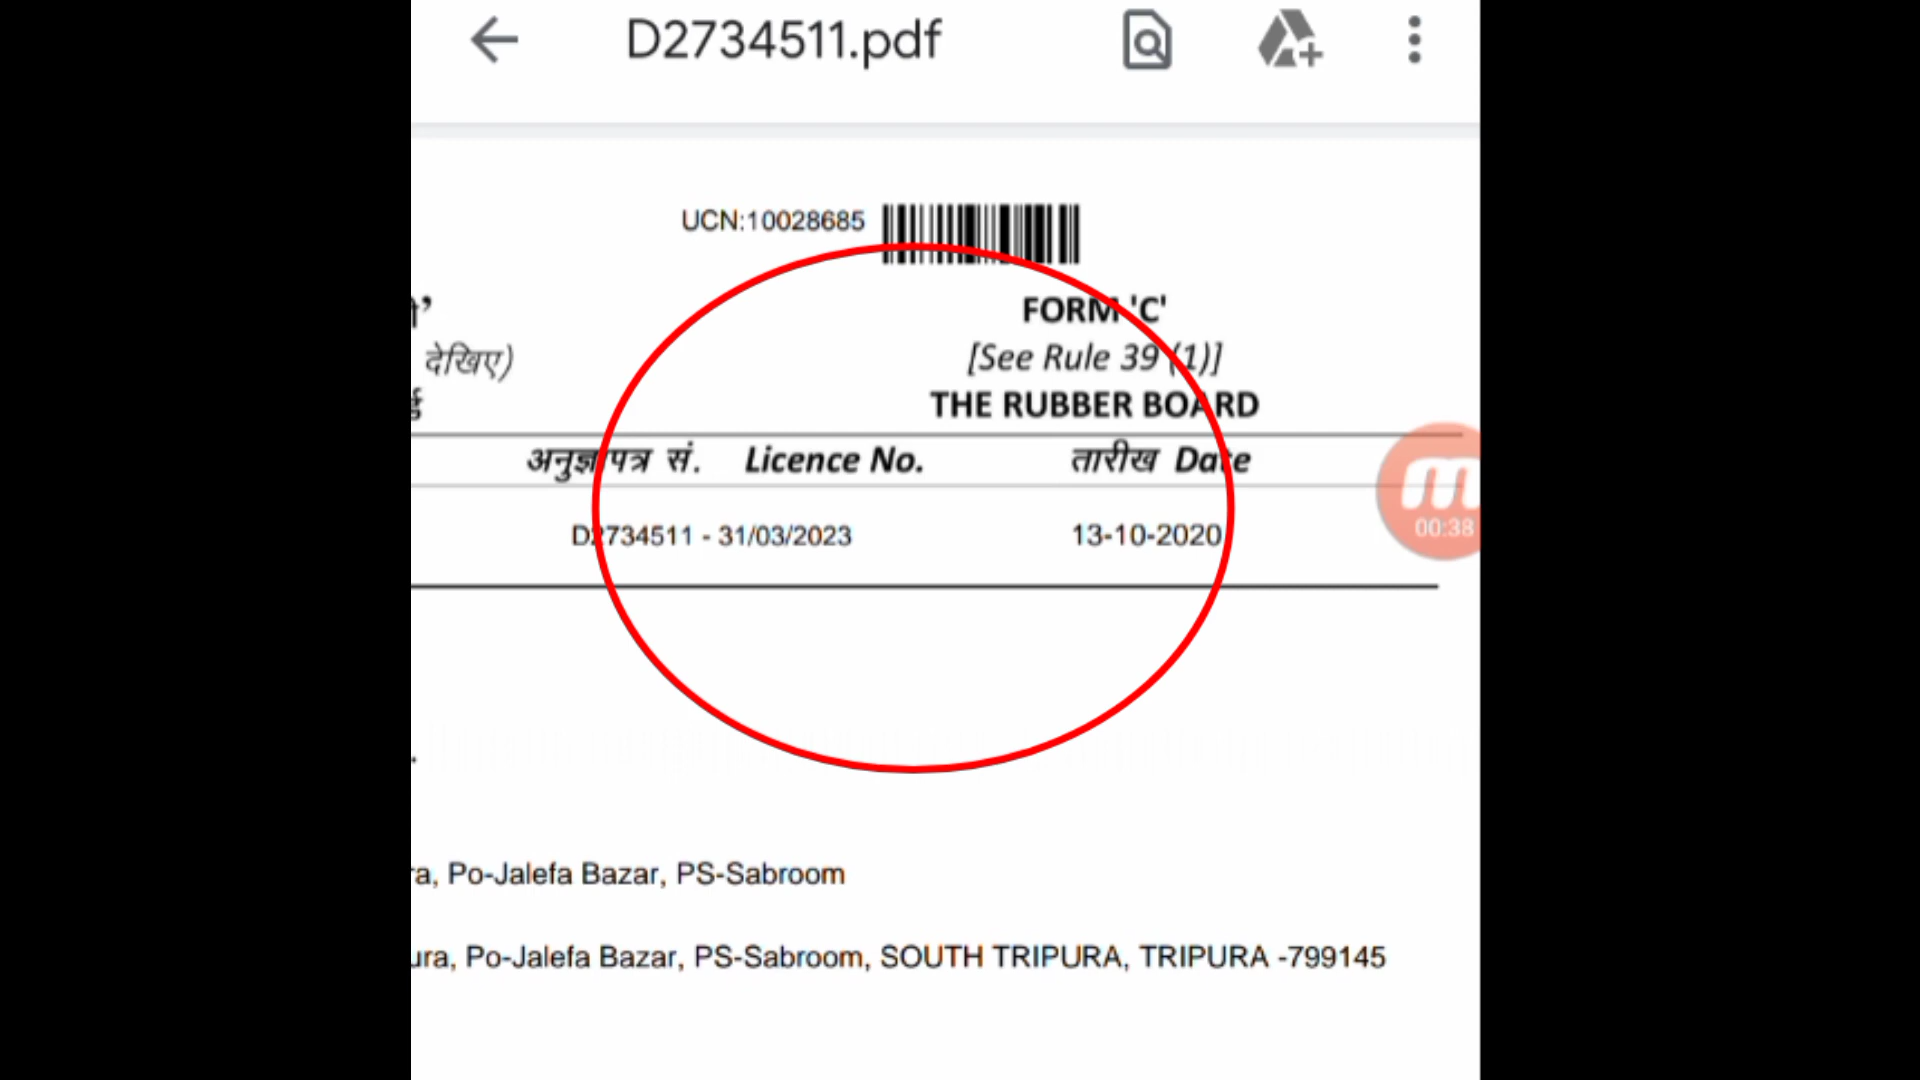 D2734511.pdf
UCN:10028685
FORM 'C'
देखिए)
[See Rule 39 (1)]
THE RUBBER BOARD
अनुज्ञापत्र सं. Licence No. तारीख Date
D2734511 - 31/03/2023 13-10-2020
00:38
Po-Jalefa Bazar, PS-Sabroom
Po-Jalefa Bazar, PS-Sabroom, SOUTH TRIPURA, TRIPURA -799145